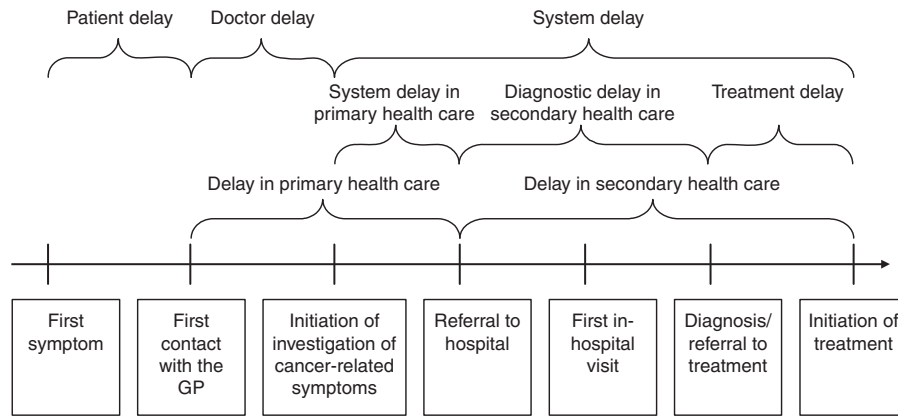 Patient delay
Doctor delay
System delay
System delay in
primary health care
Diagnostic delay in
secondary health care
Treatment delay
Delay in primary health care
Delay in secondary health care
First
symptom
First
contact
with the
GP
Initiation of
investigation of
cancer-related
symptoms
Referral to
hospital
First in-
hospital
visit
Diagnosis/
referral to
treatment
Initiation of
treatment